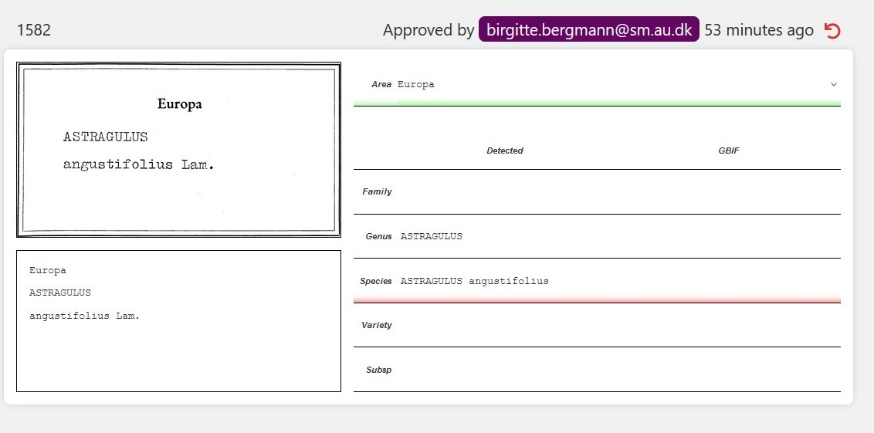 1582
Approved by birgitte.bergmann@sm.au.dk 53 minutes ago
Europa
ASTRAGULUS
angustifolius Lam.
Europa
ASTRAGULUS
angustifolius Lam.
Area Europa
Detected GBIF
Family
Genus ASTRAGULUS
Species ASTRAGULUS angustifolius
Variety
Subsp